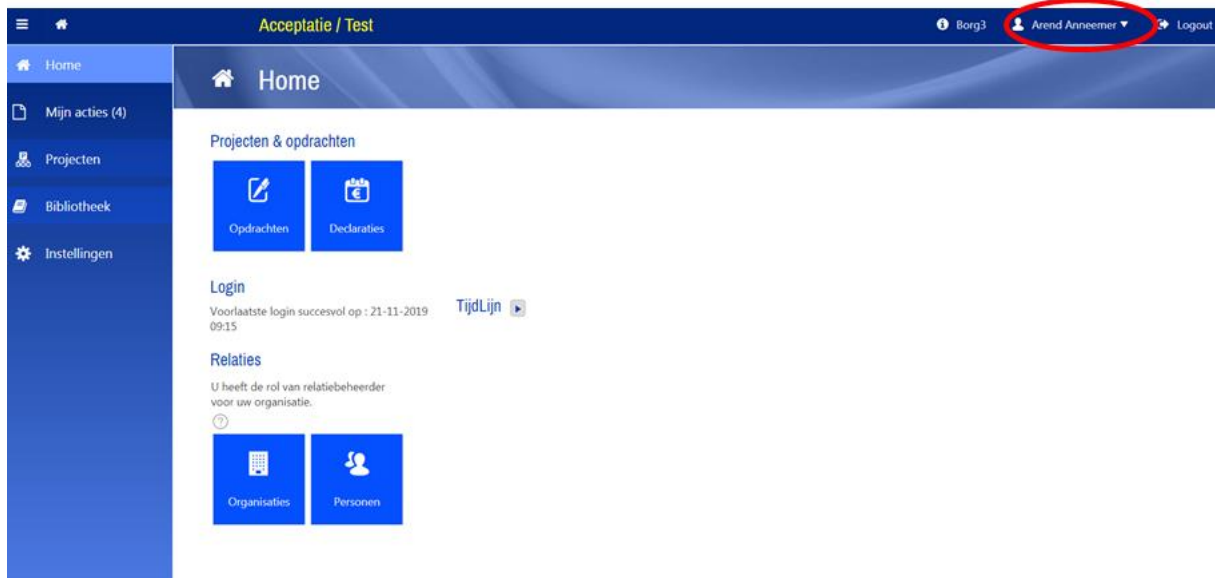 Acceptatie / Test
Borg3
Arend Anneemer
Logout
Home
Mijn acties (4)
Projecten
Bibliotheek
Instellingen
Home
Projecten & opdrachten
Opdrachten
Declaraties
Login
Voorlaatste login succesvol op : 21-11-2019
09:15
TijdLijn
Relaties
U heeft de rol van relatiebeheerder
voor uw organisatie.
Organisaties
Personen